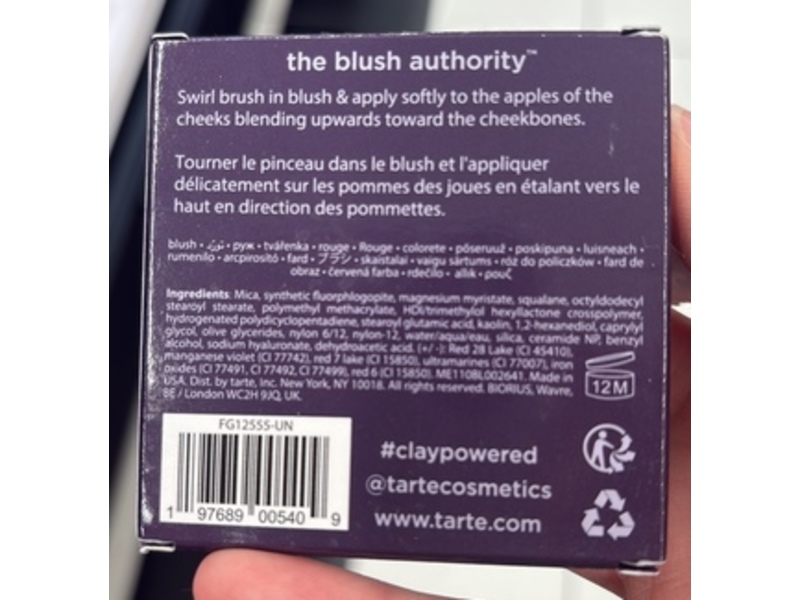 the blush authority™
Swirl brush in blush & apply softly to the apples of the
cheeks blending upwards toward the cheekbones.
Tourner le pinceau dans le blush et l'appliquer
délicatement sur les pommes des joues en étalant vers le
haut en direction des pommettes.
blush • руж • tvářenka • rouge • Rouge • colorete • põseruuž • poskipuna • luisneach •
rumenilo • arcpirosító • fard • ブラシ • skaistalai • vaigu sārtums • róż do policzków • fard de
obraz • červená farba • rdečilo • allık •
Ingredients: Mica, synthetic fluorphlogopite, magnesium myristate, squalane, octyldodecyl
stearoyl stearate, polymethyl methacrylate, HDI/trimethylol hexyllactone crosspolymer,
hydrogenated polydicyclopentadiene, stearoyl glutamic acid, kaolin, 1,2-hexanediol, caprylyl
glycol, olive glycerides, nylon 6/12, nylon-12, water/aqua/eau, silica, ceramide NP, benzyl
alcohol, sodium hyaluronate, dehydroacetic acid. (+/-): Red 28 Lake (CI 45410),
manganese violet (CI 77742), red 7 lake (CI 15850), ultramarines (CI 77007), iron
oxides (CI 77491, CI 77492, CI 77499), red 6 (CI 15850). ME110BL002641. Made in
USA. Dist. by tarte, Inc. New York, NY 10018. All rights reserved. BIORIUS, Wavre,
BE / London WC2H 9JQ, UK.
12M
FG12555-UN
1 97689 00540 9
#claypowered
@tartecosmetics
www.tarte.com